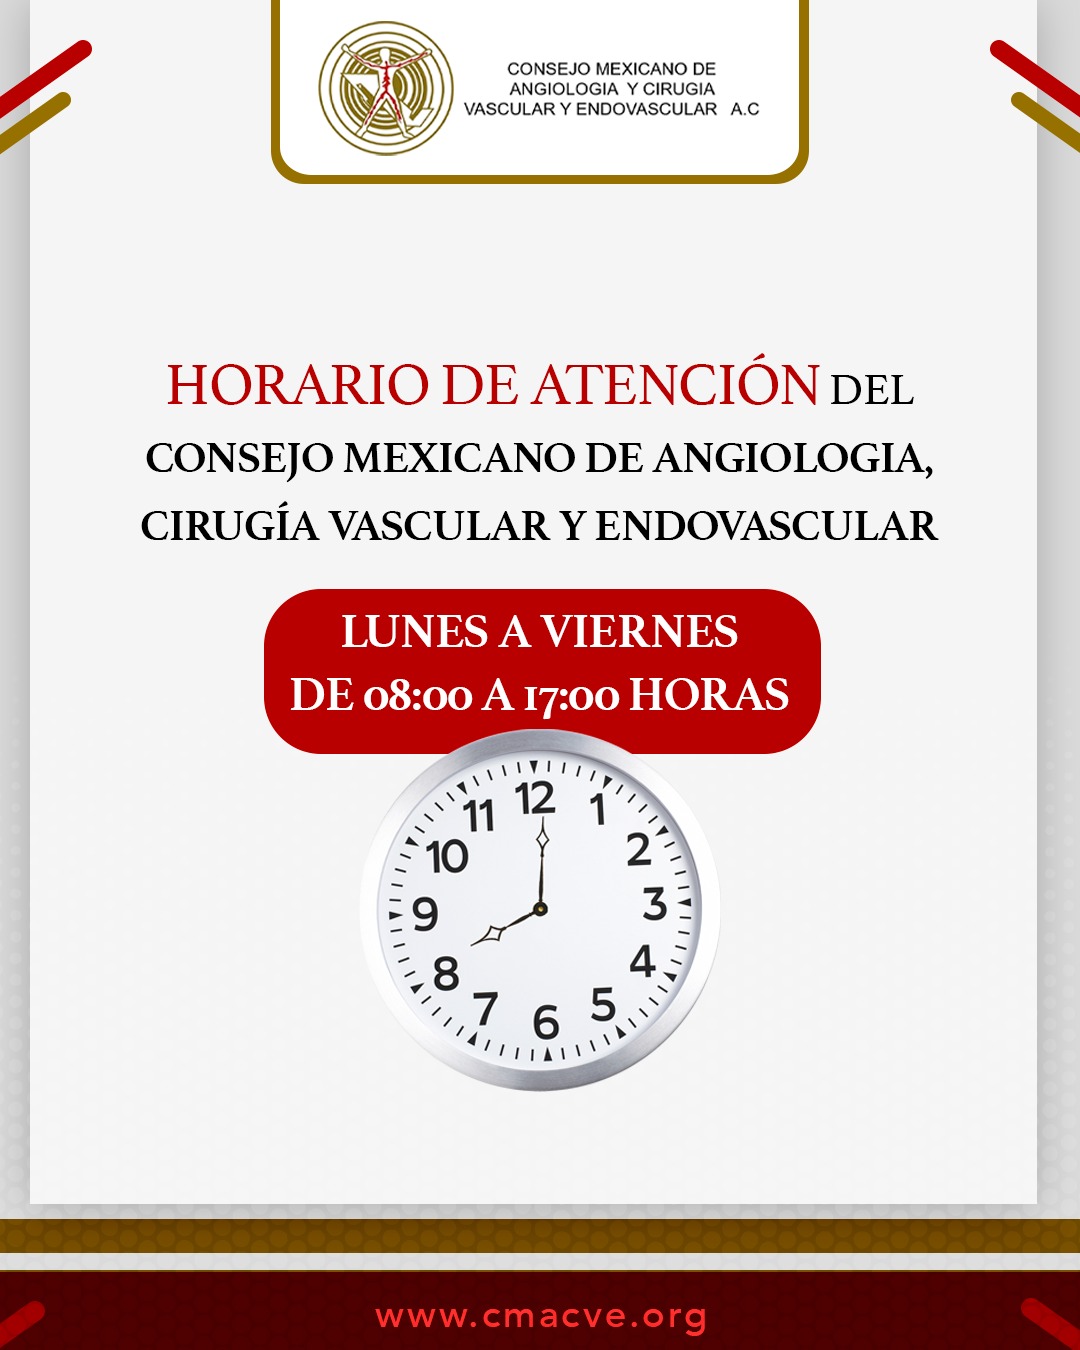 CONSEJO MEXICANO DE
ANGIOLOGIA Y CIRUGIA
VASCULAR Y ENDOVASCULAR A.C
HORARIO DE ATENCIÓN DEL
CONSEJO MEXICANO DE ANGIOLOGIA,
CIRUGÍA VASCULAR Y ENDOVASCULAR
LUNES A VIERNES
DE 08:00 A 17:00 HORAS
12
1
2
3
4
5
6
7
8
9
10
11
www.cmacve.org